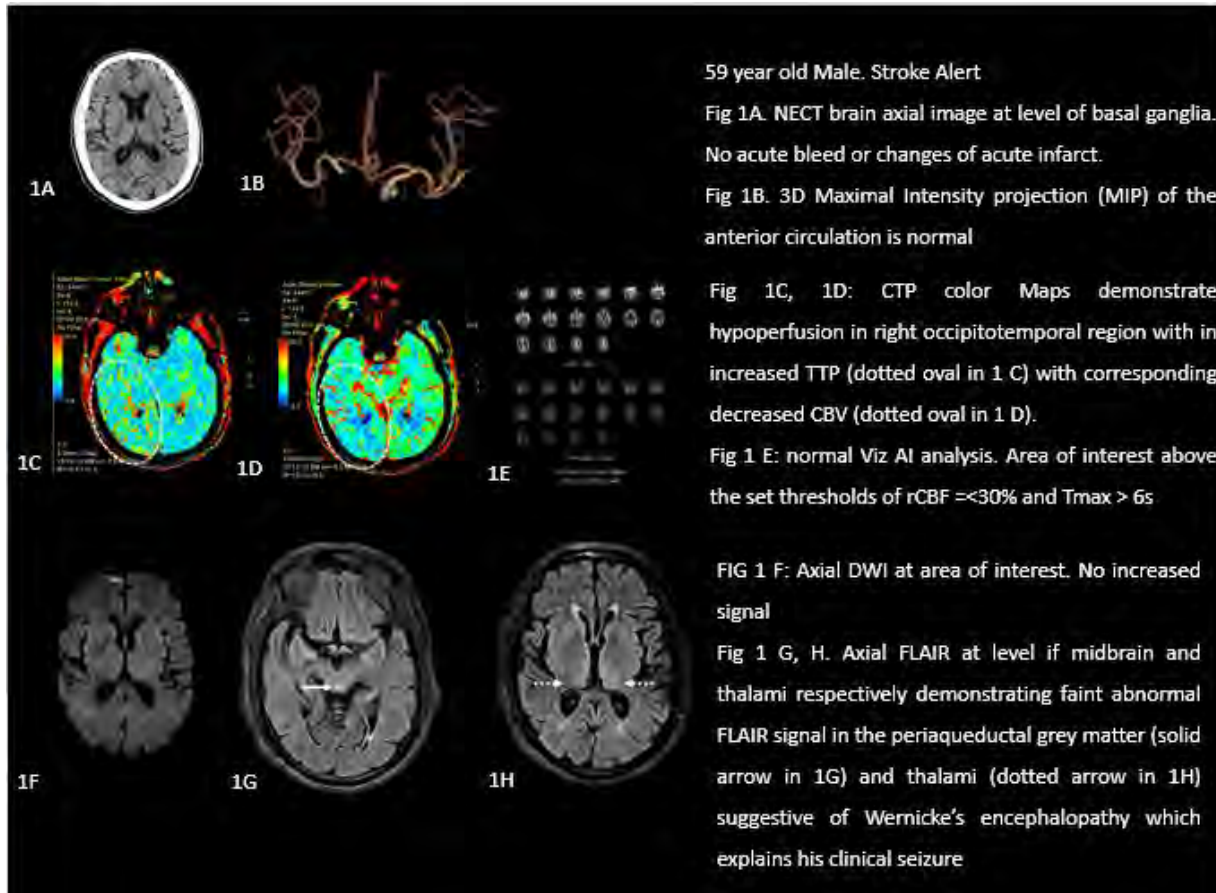 59 year old Male. Stroke Alert
Fig 1A. NECT brain axial image at level of basal ganglia.
No acute bleed or changes of acute infarct.
1A
1B
Fig 1B. 3D Maximal Intensity projection (MIP) of the
anterior circulation is normal
Fig 1C, 1D: CTP color Maps demonstrate
hypoperfusion in right occipitotemporal region with in
increased TTP (dotted oval in 1 C) with corresponding
decreased CBV (dotted oval in 1 D).
1C
1D
1E
Fig 1 E: normal Viz AI analysis. Area of interest above
the set thresholds of rCBF =<30% and Tmax > 6s
FIG 1 F: Axial DWI at area of interest. No increased
signal
Fig 1 G, H. Axial FLAIR at level if midbrain and
thalami respectively demonstrating faint abnormal
FLAIR signal in the periaqueductal grey matter (solid
arrow in 1G) and thalami (dotted arrow in 1H)
suggestive of Wernicke's encephalopathy which
explains his clinical seizure
1F
1G
1H